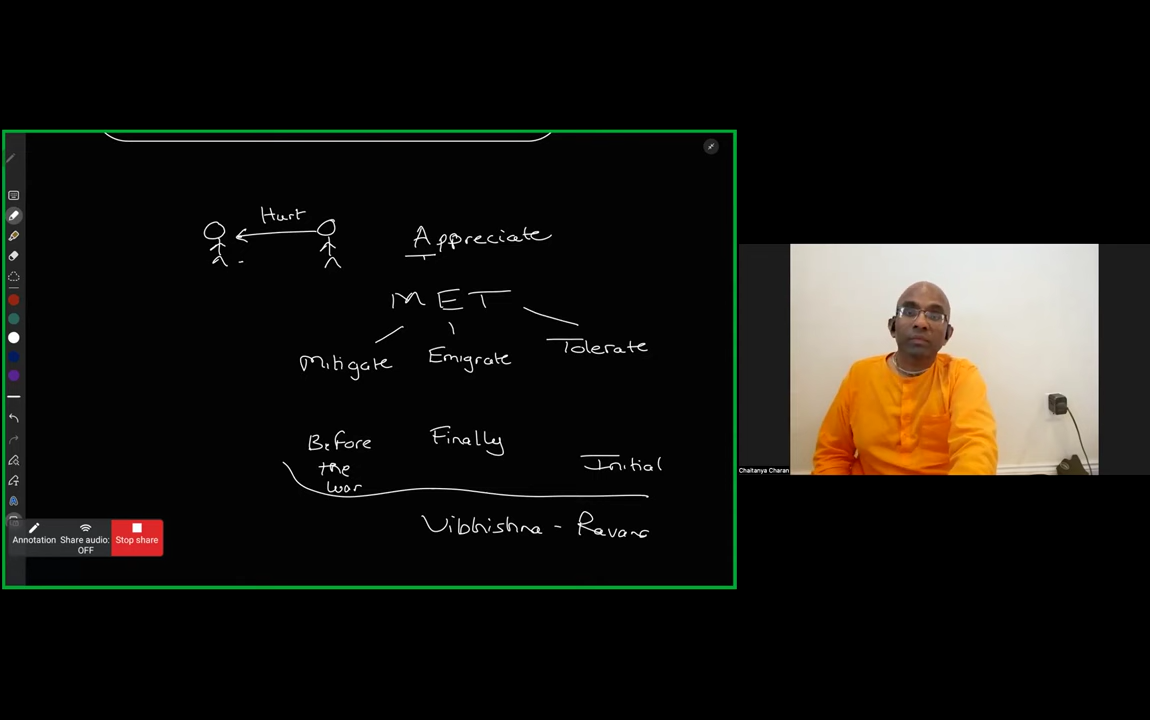 Hurt
Appreciate
MET
Mitigate
Emigrate
Tolerate
Before
the
war
Finally
Initial
Vibhishna - Ravana
Annotation
Share audio:
OFF
Stop share
Chaitanya Charan